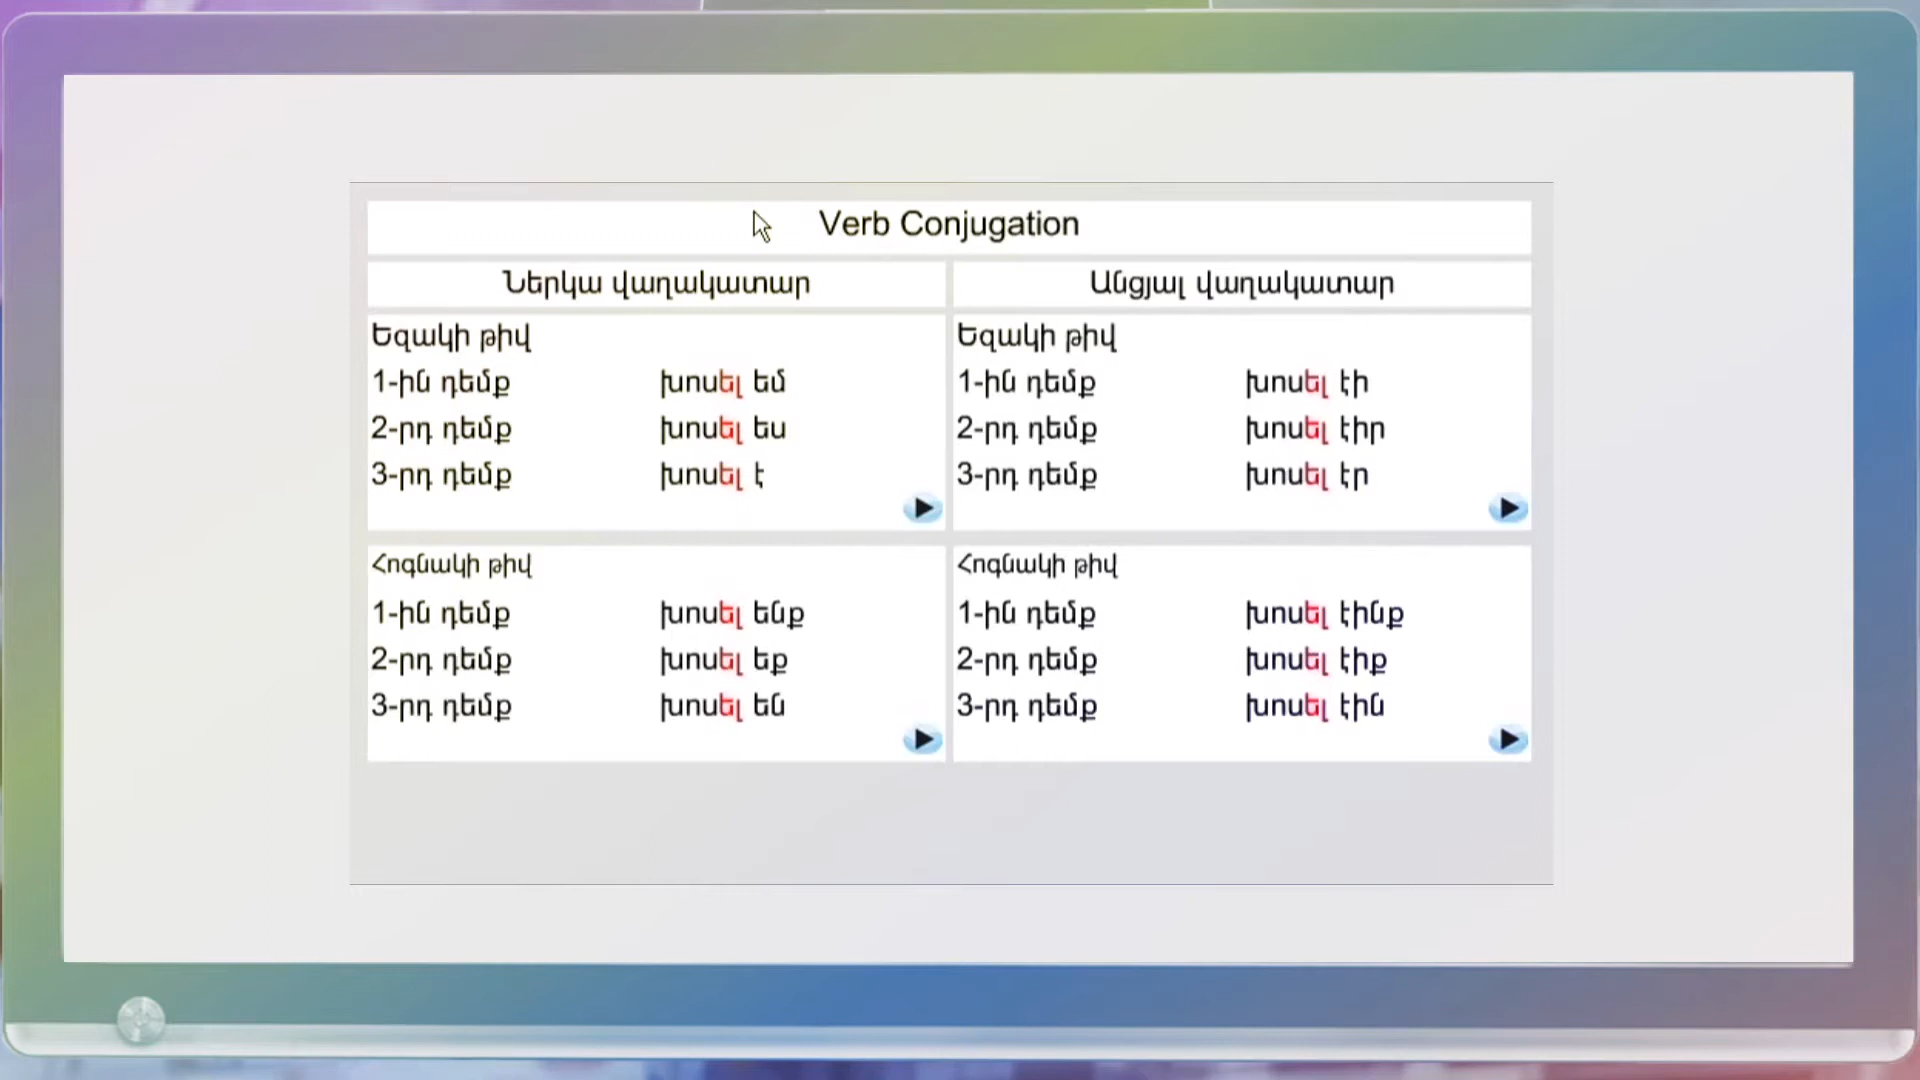 Verb Conjugation
Ներկա վաղակատար
Անցյալ վաղակատար
Եզակի թիվ
1-ին դեմք խոսել եմ
2-րդ դեմք խոսել ես
3-րդ դեմք խոսել է
Եզակի թիվ
1-ին դեմք խոսել էի
2-րդ դեմք խոսել էիր
3-րդ դեմք խոսել էր
Հոգնակի թիվ
1-ին դեմք խոսել ենք
2-րդ դեմք խոսել եք
3-րդ դեմք խոսել են
Հոգնակի թիվ
1-ին դեմք խոսել էինք
2-րդ դեմք խոսել էիք
3-րդ դեմք խոսել էին